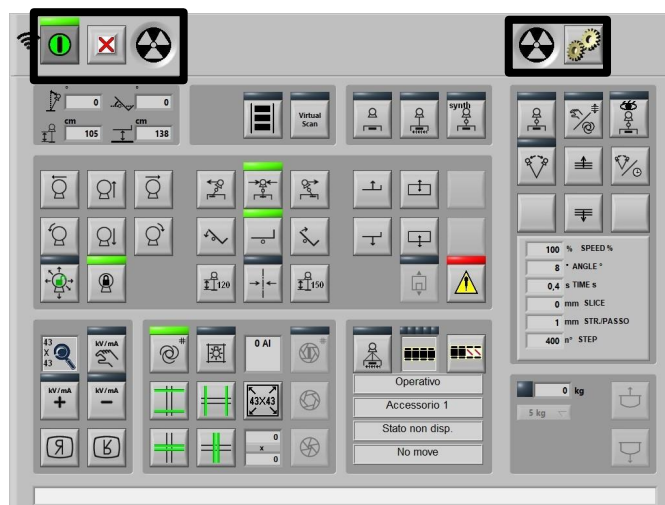 ° °
0 0
cm cm
105 138
Virtual
Scan
synth
120
150
100 % SPEED %
8 ° ANGLE °
0,4 s TIME s
0 mm SLICE
1 mm STR./PASSO
400 n° STEP
43
X
43
kV/mA
#
0 Al
kV/mA
+
kV/mA
−
43X43
0
x
0
R
R
Operativo
Accessorio 1
Stato non disp.
No move
0 kg
5 kg